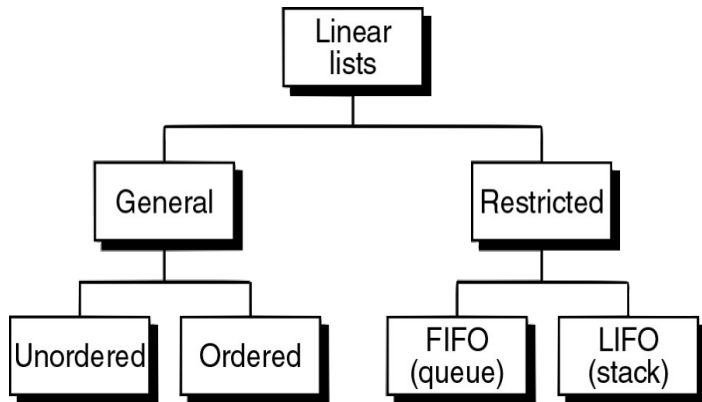 Linear
lists
General
Restricted
Unordered
Ordered
FIFO
(queue)
LIFO
(stack)